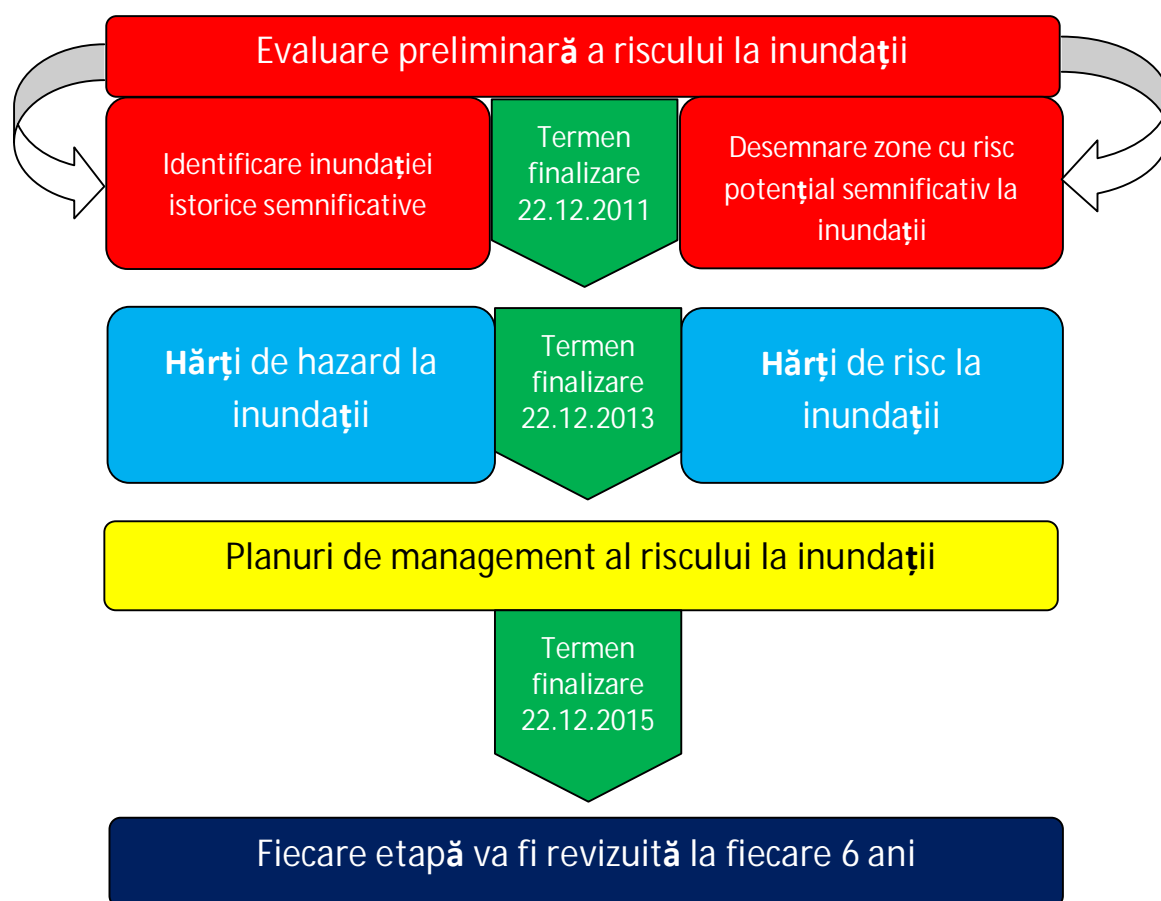 Evaluare preliminară a riscului la inundații
Identificare inundației
istorice semnificative
Termen
finalizare
22.12.2011
Desemnare zone cu risc
potențial semnificativ la
inundații
Hărți de hazard la
inundații
Termen
finalizare
22.12.2013
Hărți de risc la
inundații
Planuri de management al riscului la inundații
Termen
finalizare
22.12.2015
Fiecare etapă va fi revizuită la fiecare 6 ani